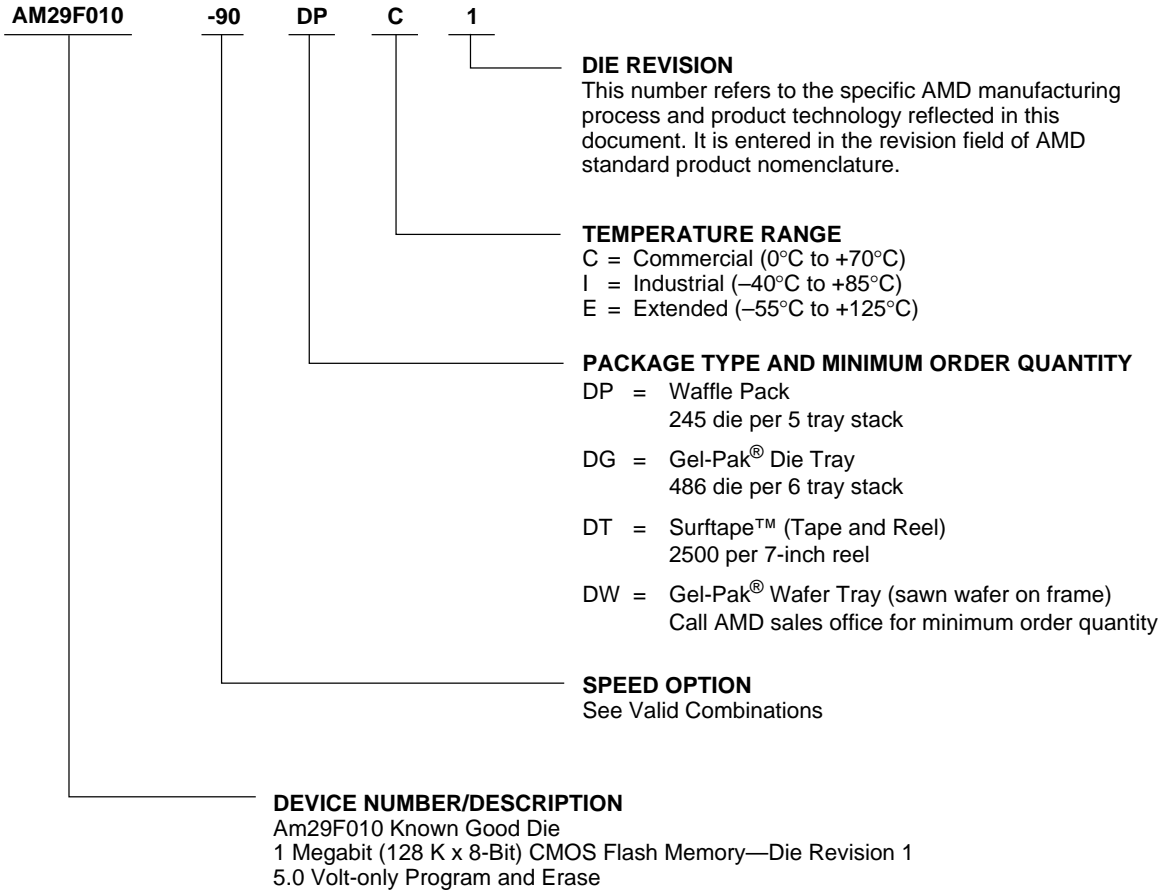 AM29F010 -90 DP C 1
DIE REVISION
This number refers to the specific AMD manufacturing
process and product technology reflected in this
document. It is entered in the revision field of AMD
standard product nomenclature.
TEMPERATURE RANGE
C = Commercial (0°C to +70°C)
I = Industrial (–40°C to +85°C)
E = Extended (–55°C to +125°C)
PACKAGE TYPE AND MINIMUM ORDER QUANTITY
DP = Waffle Pack
245 die per 5 tray stack
DG = Gel-Pak® Die Tray
486 die per 6 tray stack
DT = Surftape™ (Tape and Reel)
2500 per 7-inch reel
DW = Gel-Pak® Wafer Tray (sawn wafer on frame)
Call AMD sales office for minimum order quantity
SPEED OPTION
See Valid Combinations
DEVICE NUMBER/DESCRIPTION
Am29F010 Known Good Die
1 Megabit (128 K x 8-Bit) CMOS Flash Memory—Die Revision 1
5.0 Volt-only Program and Erase